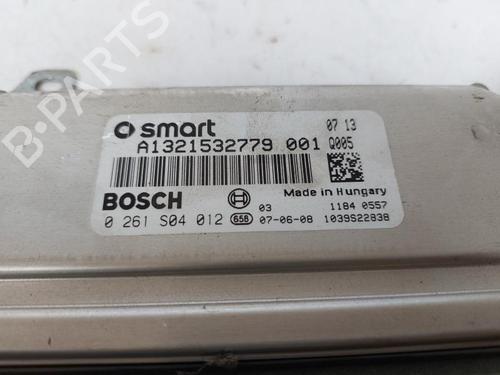 smart 07 13
A1321532779 001 Q005
BOSCH Made in Hungary
03 1184 0557
0 261 S04 012 658 07-06-08 1039S22838
B-PARTS